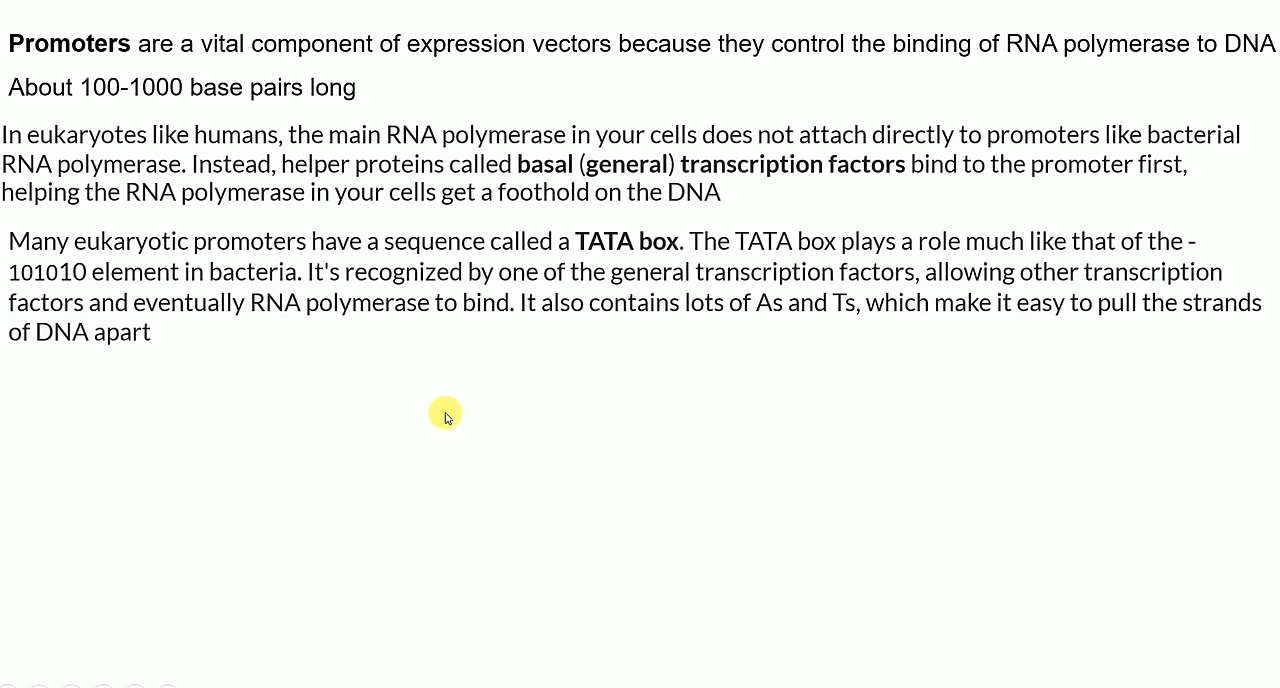 Promoters are a vital component of expression vectors because they control the binding of RNA polymerase to DNA
About 100-1000 base pairs long
In eukaryotes like humans, the main RNA polymerase in your cells does not attach directly to promoters like bacterial
RNA polymerase. Instead, helper proteins called basal (general) transcription factors bind to the promoter first,
helping the RNA polymerase in your cells get a foothold on the DNA
Many eukaryotic promoters have a sequence called a TATA box. The TATA box plays a role much like that of the -
101010 element in bacteria. It's recognized by one of the general transcription factors, allowing other transcription
factors and eventually RNA polymerase to bind. It also contains lots of As and Ts, which make it easy to pull the strands
of DNA apart